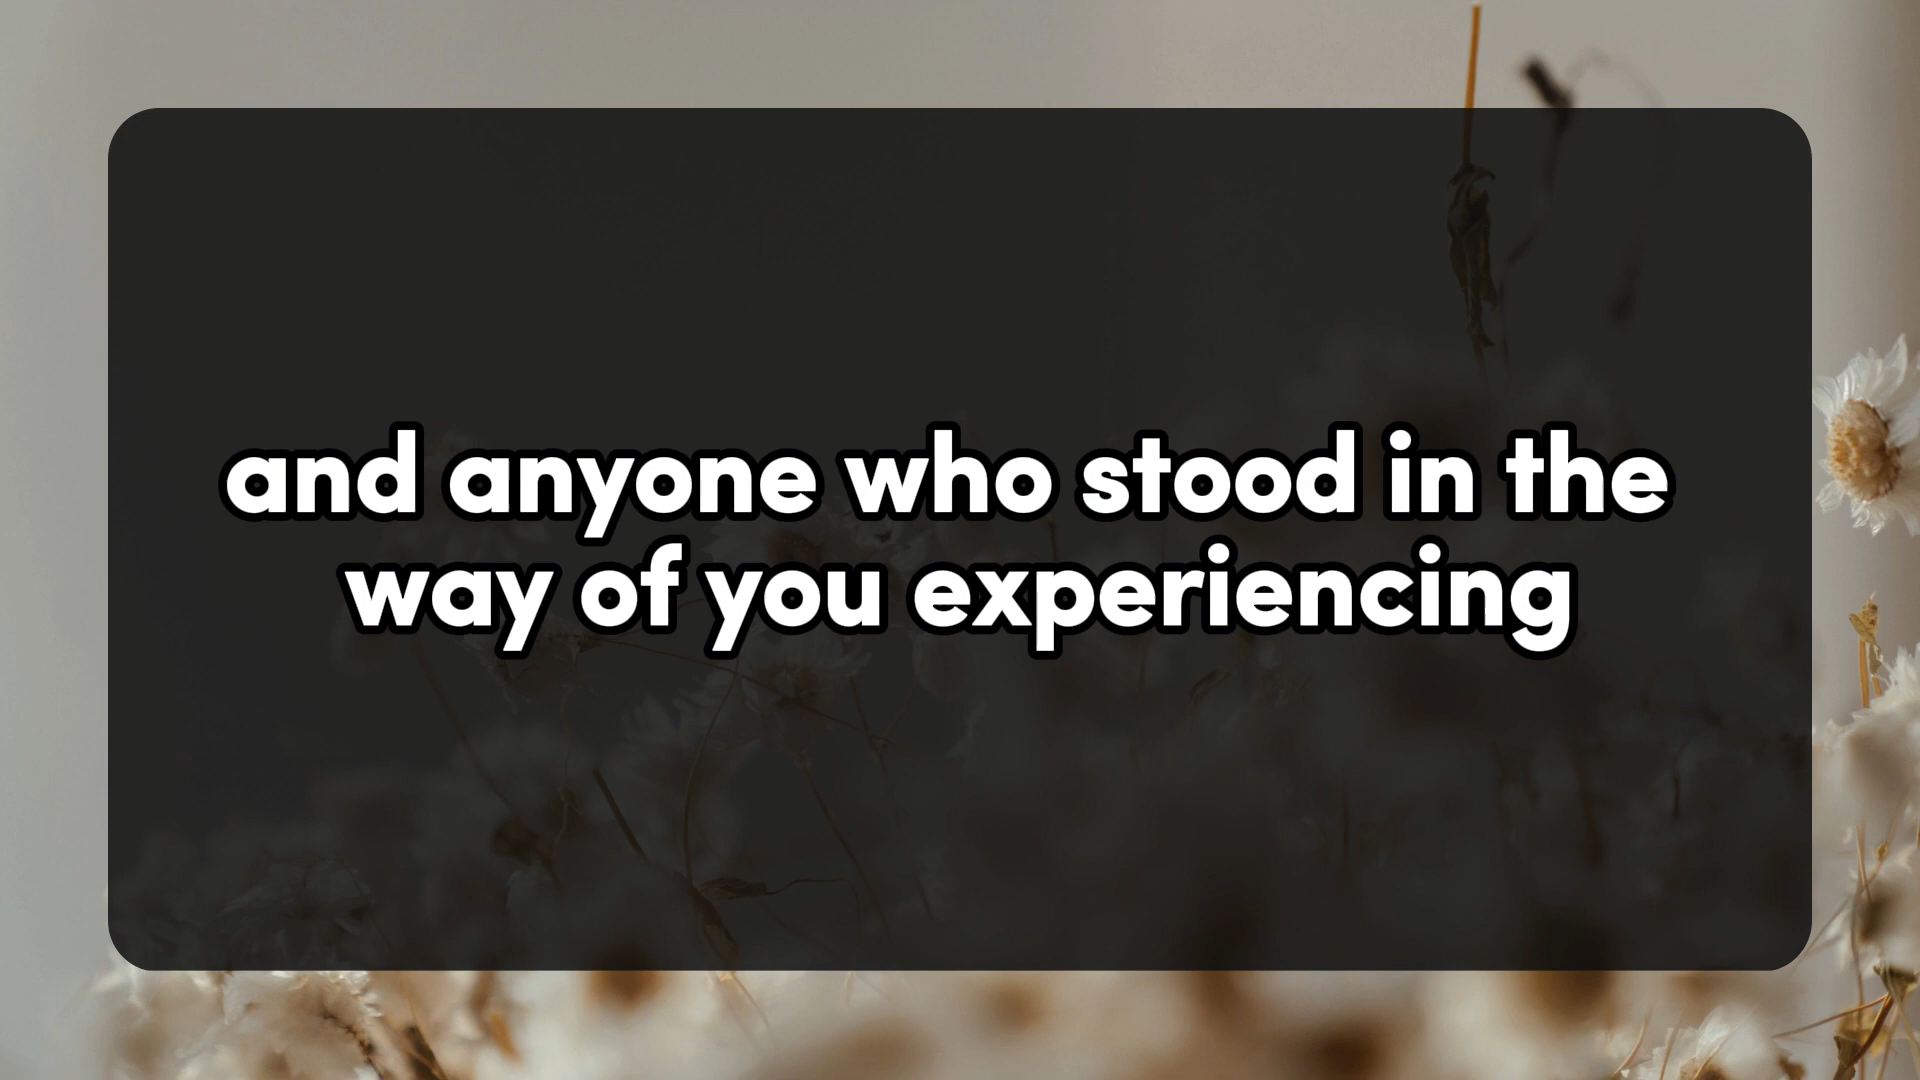 and anyone who stood in the
way of you experiencing